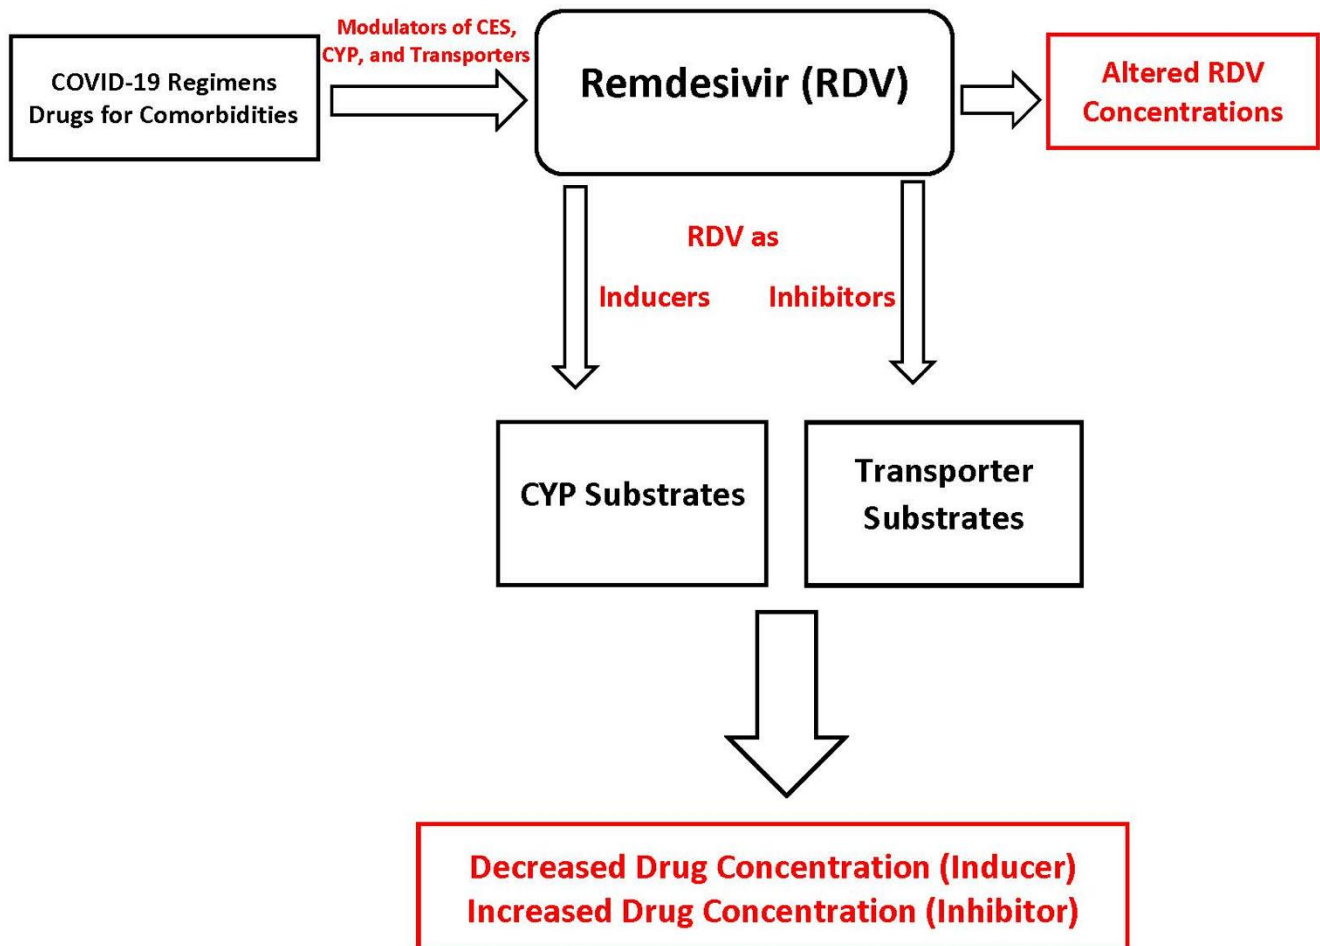 COVID-19 Regimens
Drugs for Comorbidities
Modulators of CES,
CYP, and Transporters
Remdesivir (RDV)
Altered RDV
Concentrations
RDV as
Inducers
Inhibitors
CYP Substrates
Transporter
Substrates
Decreased Drug Concentration (Inducer)
Increased Drug Concentration (Inhibitor)